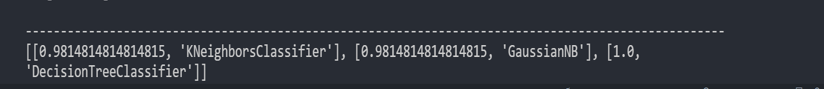 ----------------------------------------------------------------------------------------------------
[[0.9814814814814815, 'KNeighborsClassifier'], [0.9814814814814815, 'GaussianNB'], [1.0,
'DecisionTreeClassifier']]